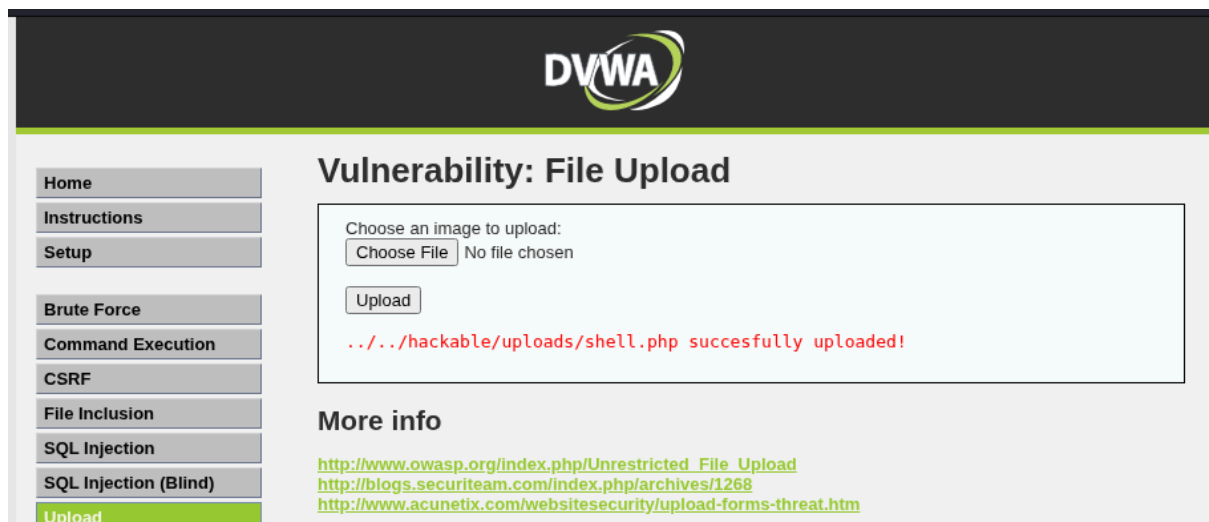 DVWA
Home
Instructions
Setup
Brute Force
Command Execution
CSRF
File Inclusion
SQL Injection
SQL Injection (Blind)
Upload
Vulnerability: File Upload
Choose an image to upload:
Choose File No file chosen
Upload
../../hackable/uploads/shell.php succesfully uploaded!
More info
http://www.owasp.org/index.php/Unrestricted_File_Upload
http://blogs.securiteam.com/index.php/archives/1268
http://www.acunetix.com/websitesecurity/upload-forms-threat.htm